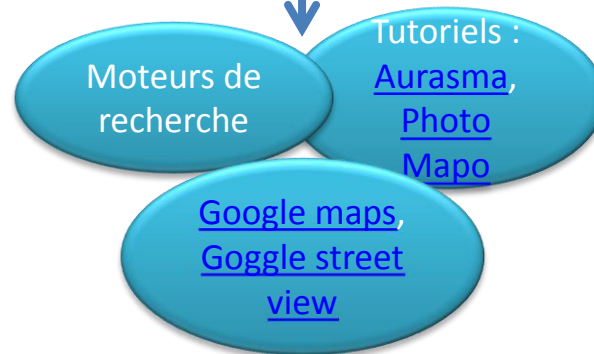 Moteurs de
recherche
Tutoriels :
Aurasma,
Photo
Mapo
Google maps,
Goggle street
view